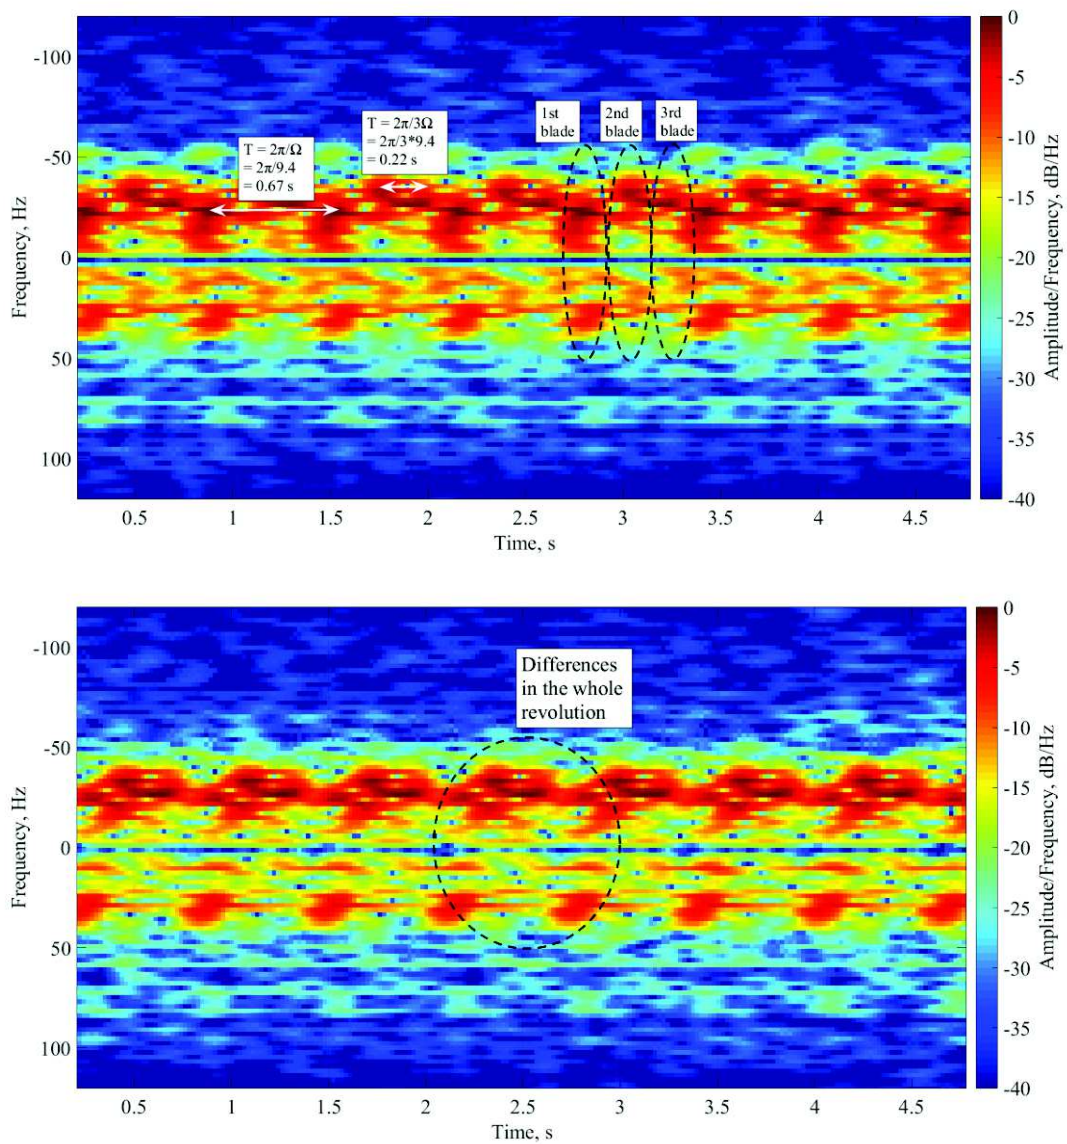 -100
-50
0
50
100
Frequency, Hz
T = 2π/Ω
= 2π/9.4
= 0.67 s
T = 2π/3Ω
= 2π/3*9.4
= 0.22 s
1st
blade
2nd
blade
3rd
blade
0.5 1 1.5 2 2.5 3 3.5 4 4.5
Time, s
0
-5
-10
-15
-20
-25
-30
-35
-40
Amplitude/Frequency, dB/Hz
-100
-50
0
50
100
Frequency, Hz
Differences
in the whole
revolution
0.5 1 1.5 2 2.5 3 3.5 4 4.5
Time, s
0
-5
-10
-15
-20
-25
-30
-35
-40
Amplitude/Frequency, dB/Hz